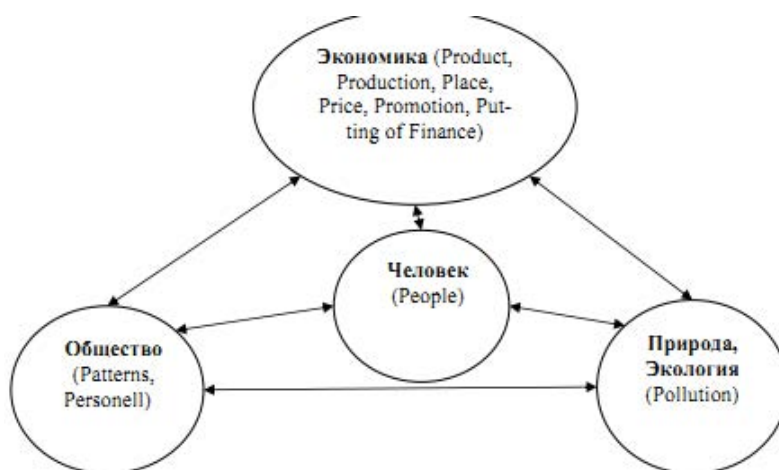 Экономика (Product,
Production, Place,
Price, Promotion, Put-
ting of Finance)
Человек
(People)
Общество
(Patterns,
Personell)
Природа,
Экология
(Pollution)